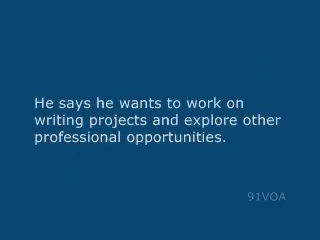 He says he wants to work on
writing projects and explore other
professional opportunities.
91VOA